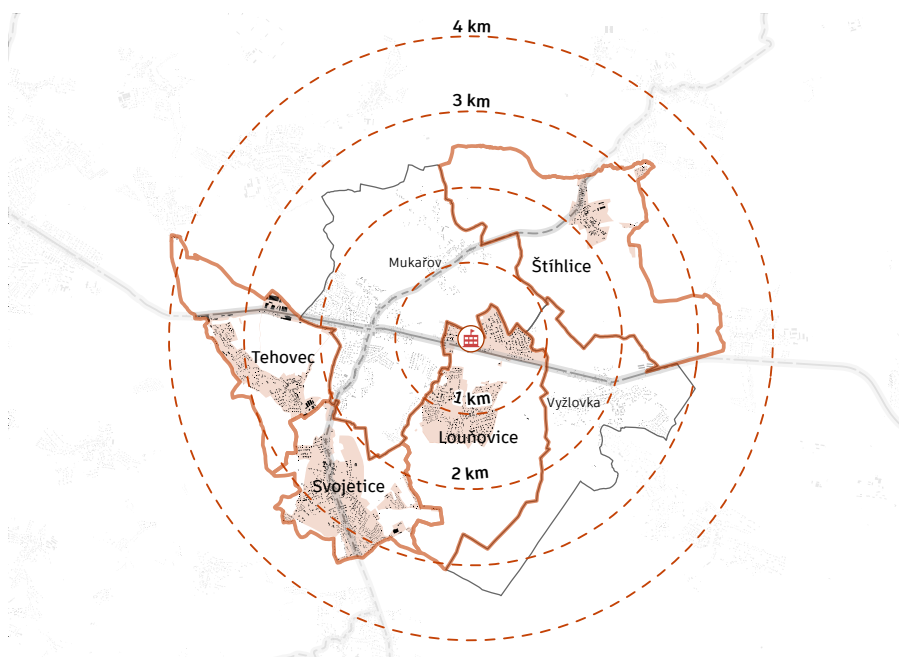 4 km
3 km
Mukařov
Štíhlice
Tehovec
1 km
Vyžlovka
Louňovice
2 km
Svojetice